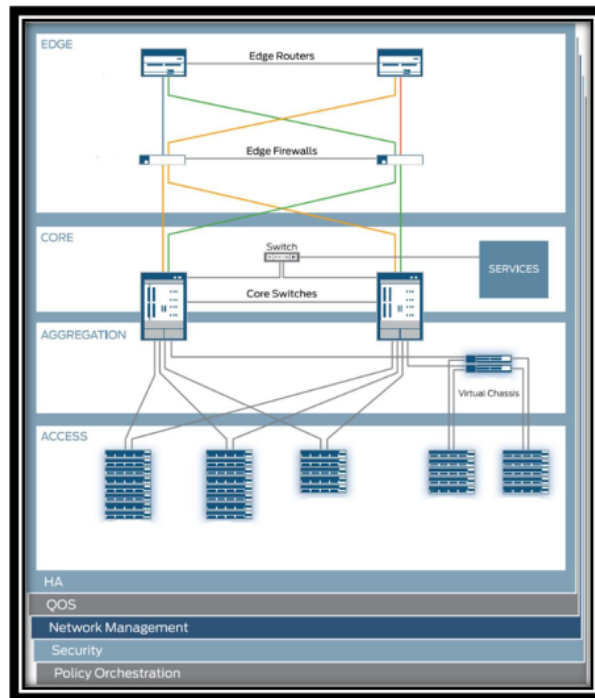 EDGE
Edge Routers
Edge Firewalls
CORE
Switch
SERVICES
Core Switches
AGGREGATION
Virtual Chassis
ACCESS
HA
QOS
Network Management
Security
Policy Orchestration